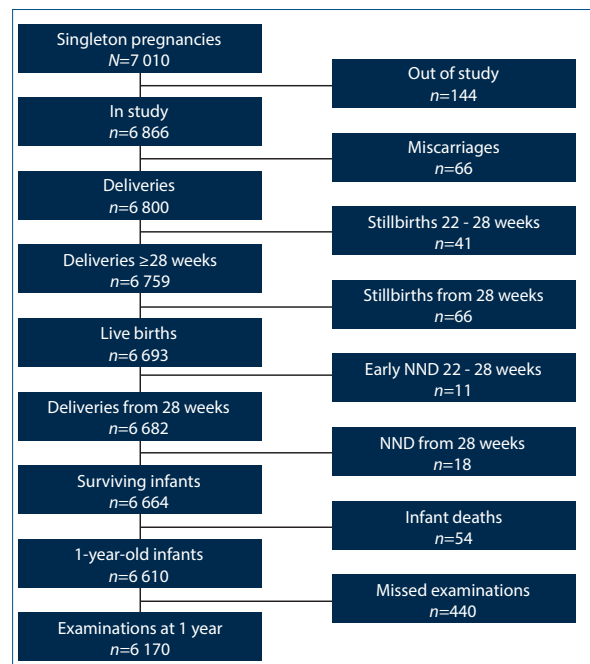 Singleton pregnancies
N=7 010
Out of study
n=144
In study
n=6 866
Miscarriages
n=66
Deliveries
n=6 800
Stillbirths 22 - 28 weeks
n=41
Deliveries ≥28 weeks
n=6 759
Stillbirths from 28 weeks
n=66
Live births
n=6 693
Early NND 22 - 28 weeks
n=11
Deliveries from 28 weeks
n=6 682
NND from 28 weeks
n=18
Surviving infants
n=6 664
Infant deaths
n=54
1-year-old infants
n=6 610
Missed examinations
n=440
Examinations at 1 year
n=6 170